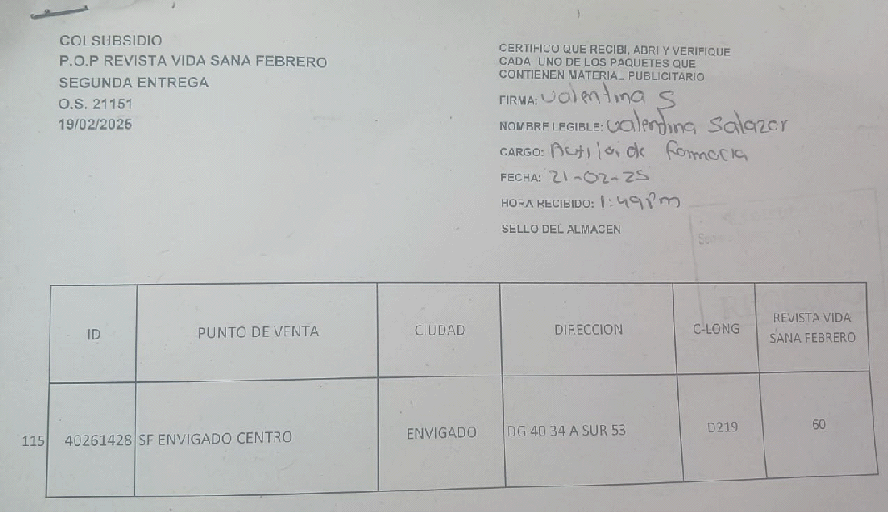 COLSUBSIDIO
P.O.P REVISTA VIDA SANA FEBRERO
SEGUNDA ENTREGA
O.S. 21151
19/02/2025
CERTIFICO QUE RECIBI, ABRI Y VERIFIQUE
CADA UNO DE LOS PAQUETES QUE
CONTIENEN MATERIAL PUBLICITARIO
FIRMA: Valentina S
NOMBRE LEGIBLE: Valentina Salazar
CARGO: de farmacia
FECHA: 21-02-25
HORA RECIBIDO: 1:49pm
SELLO DEL ALMACEN
ID PUNTO DE VENTA CIUDAD DIRECCION C-LONG REVISTA VIDA SANA FEBRERO
115 40261428 SF ENVIGADO CENTRO ENVIGADO DG 40 34 A SUR 53 D219 60